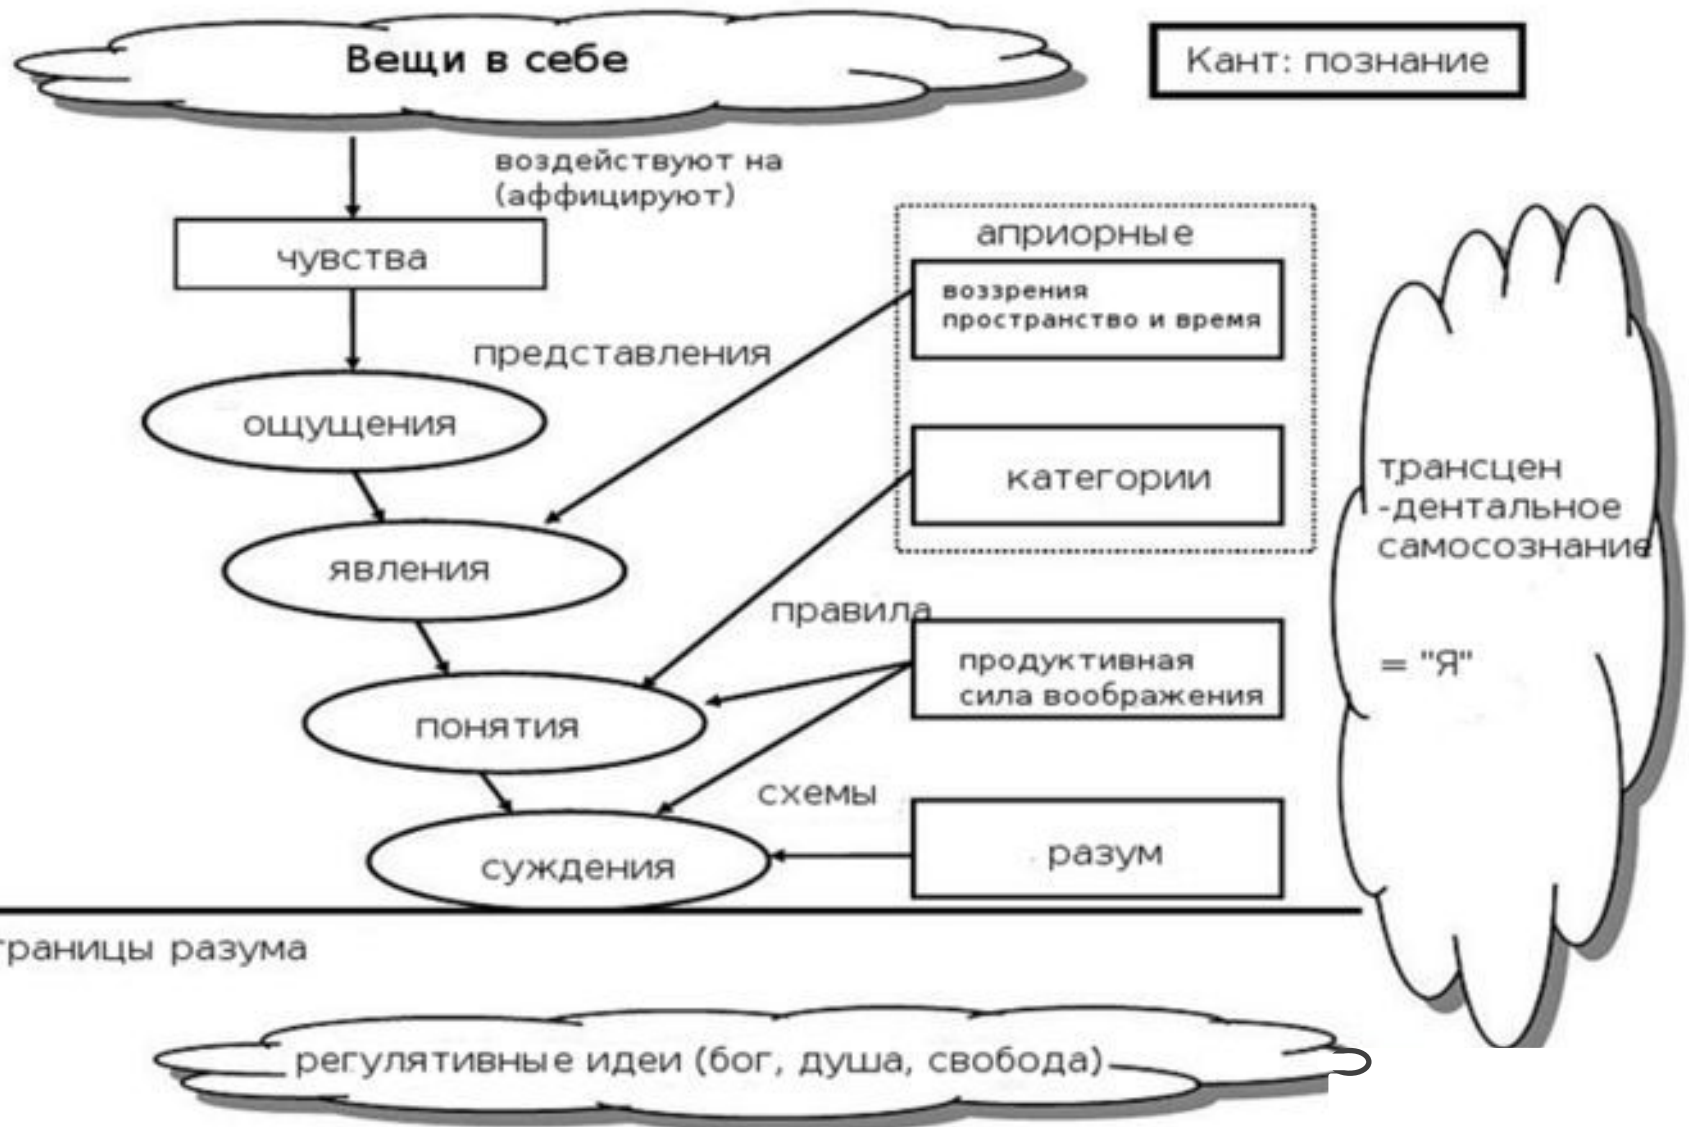 Вещи в себе
Кант: познание
воздействуют на
(аффицируют)
чувства
априорные
воззрения
пространство и время
представления
ощущения
категории
трансцен
-дентальное
самосознание
явления
правила
продуктивная
сила воображения
= "Я"
понятия
схемы
разум
суждения
границы разума
регулятивные идеи (бог, душа, свобода)